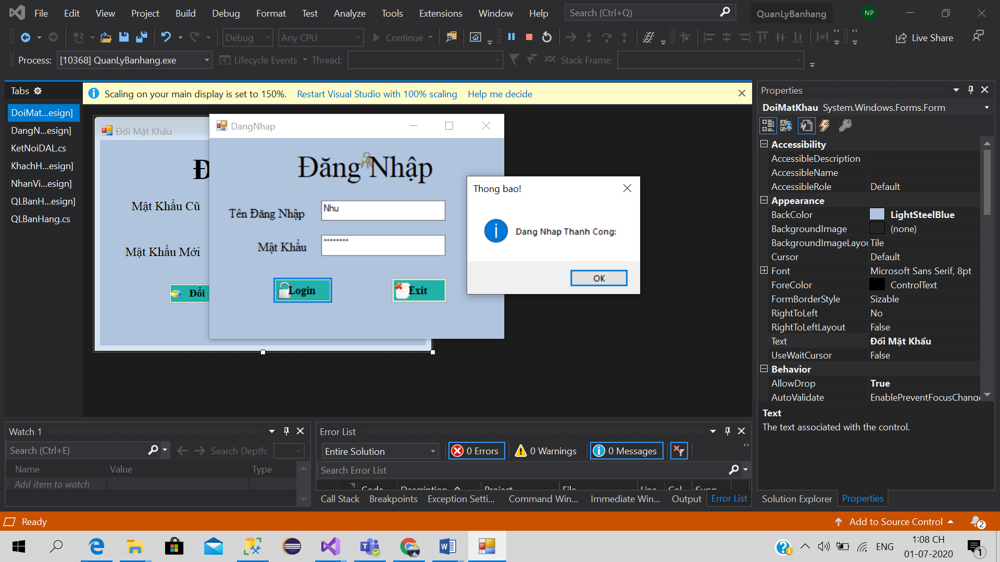 File Edit View Project Build Debug Format Test Analyze Tools Extensions Window Help Search (Ctrl+Q) QuanLyBanhang NP
Debug Any CPU Continue Live Share
Process: [10368] QuanLyBanhang.exe Lifecycle Events Thread: Stack Frame:
Tabs
DoiMat...esign]
DangN...esign]
KetNoiDAL.cs
KhachH...esign]
NhanVi...esign]
QLBanH...esign]
QLBanHang.cs
Scaling on your main display is set to 150%. Restart Visual Studio with 100% scaling Help me decide
Đổi Mật Khẩu
Đ
Mật Khẩu Cũ
Mật Khẩu Mới
Đổi
DangNhap
Đăng Nhập
Tên Đăng Nhập Nhu
Mật Khẩu ********
Login Exit
Thong bao!
Dang Nhap Thanh Cong:
OK
Properties
DoiMatKhau System.Windows.Forms.Form
Accessibility
AccessibleDescription
AccessibleName
AccessibleRole Default
Appearance
BackColor LightSteelBlue
BackgroundImage (none)
BackgroundImageLayou Tile
Cursor Default
Font Microsoft Sans Serif, 8pt
ForeColor ControlText
FormBorderStyle Sizable
RightToLeft No
RightToLeftLayout False
Text Đổi Mật Khẩu
UseWaitCursor False
Behavior
AllowDrop True
AutoValidate EnablePreventFocusChange
Text
The text associated with the control.
Solution Explorer Properties
Watch 1
Search (Ctrl+E) Search Depth:
Name Value Type
Add item to watch
Error List
Entire Solution 0 Errors 0 Warnings 0 Messages
Search Error List
Code Description Project File Line Col Supp
Call Stack Breakpoints Exception Setti... Command Win... Immediate Win... Output Error List
Ready Add to Source Control 2
ENG 1:08 CH
01-07-2020 1